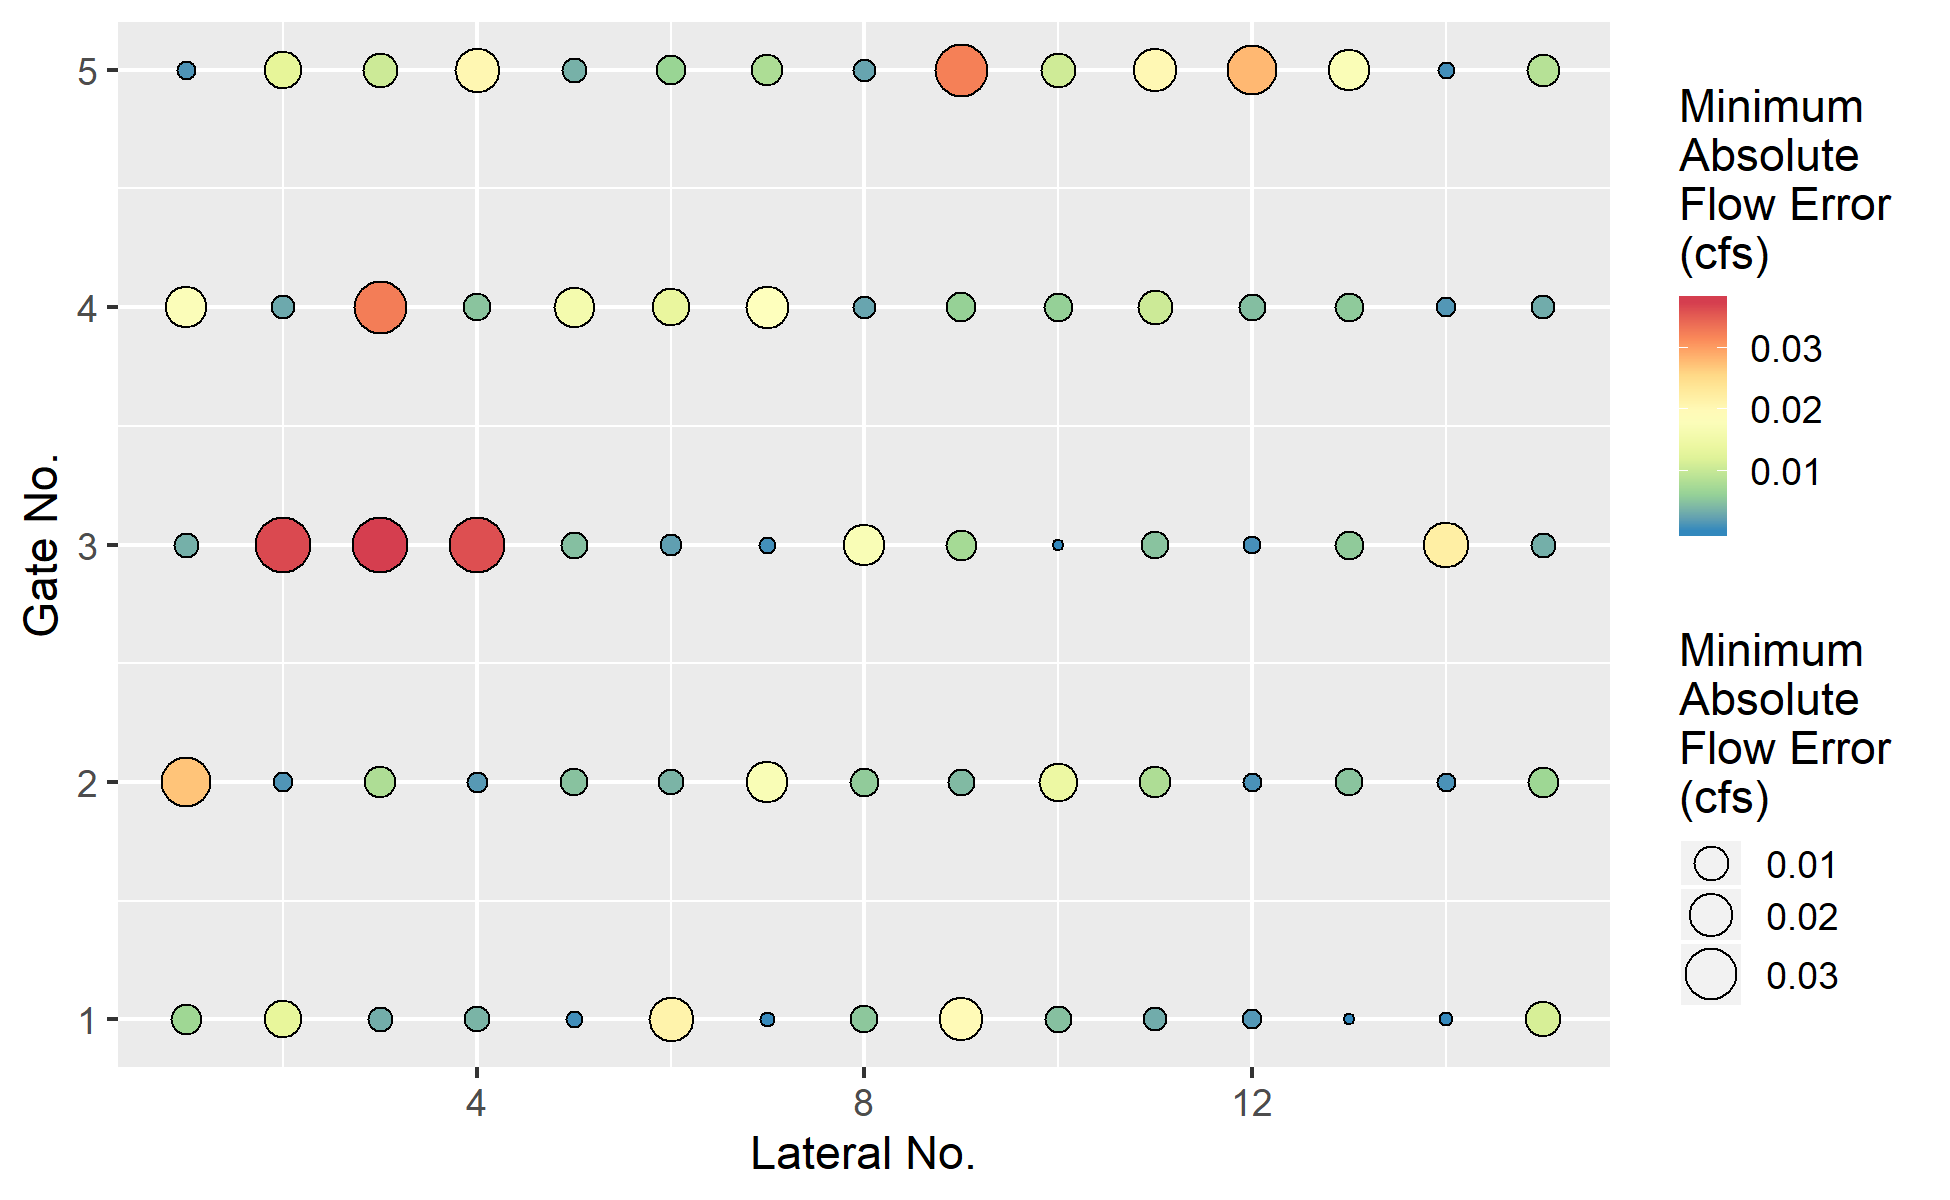 5
4
3
2
1
Gate No.
4
8
12
Lateral No.
Minimum
Absolute
Flow Error
(cfs)
0.03
0.02
0.01
Minimum
Absolute
Flow Error
(cfs)
0.01
0.02
0.03